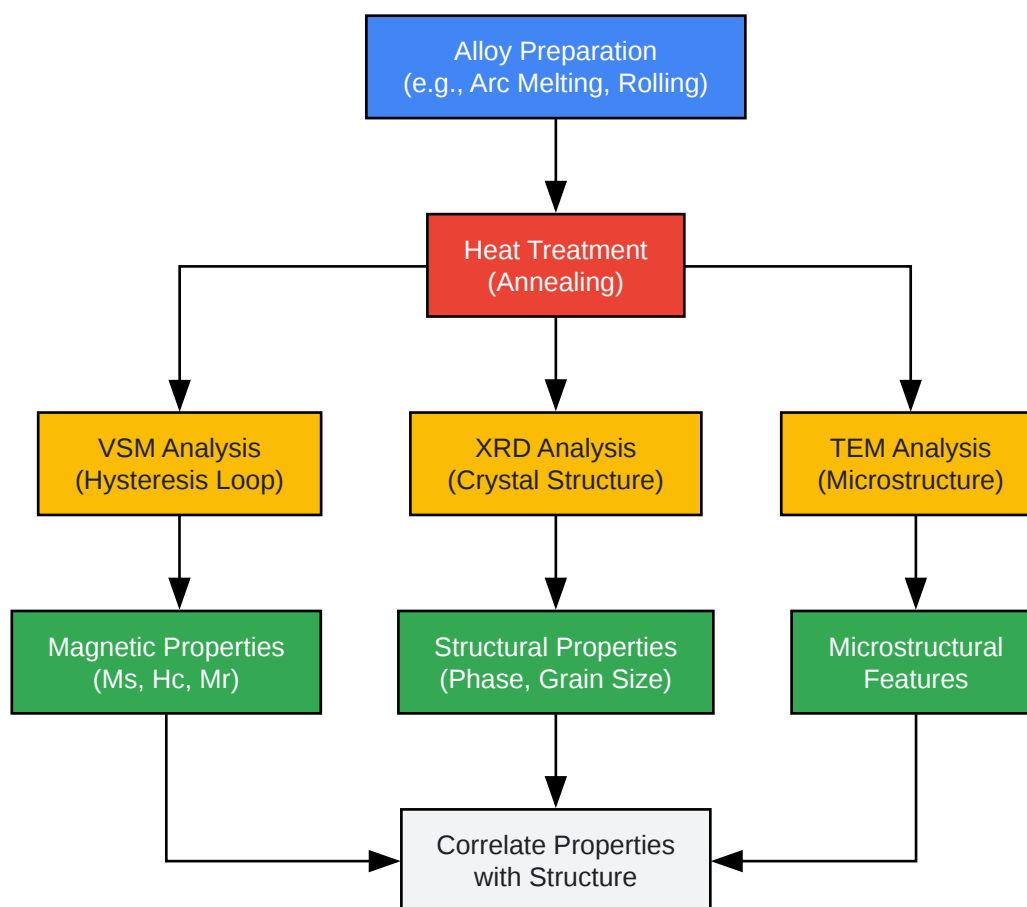 Alloy Preparation
(e.g., Arc Melting, Rolling)
Heat Treatment
(Annealing)
VSM Analysis
(Hysteresis Loop)
XRD Analysis
(Crystal Structure)
TEM Analysis
(Microstructure)
Magnetic Properties
(Ms, Hc, Mr)
Structural Properties
(Phase, Grain Size)
Microstructural
Features
Correlate Properties
with Structure